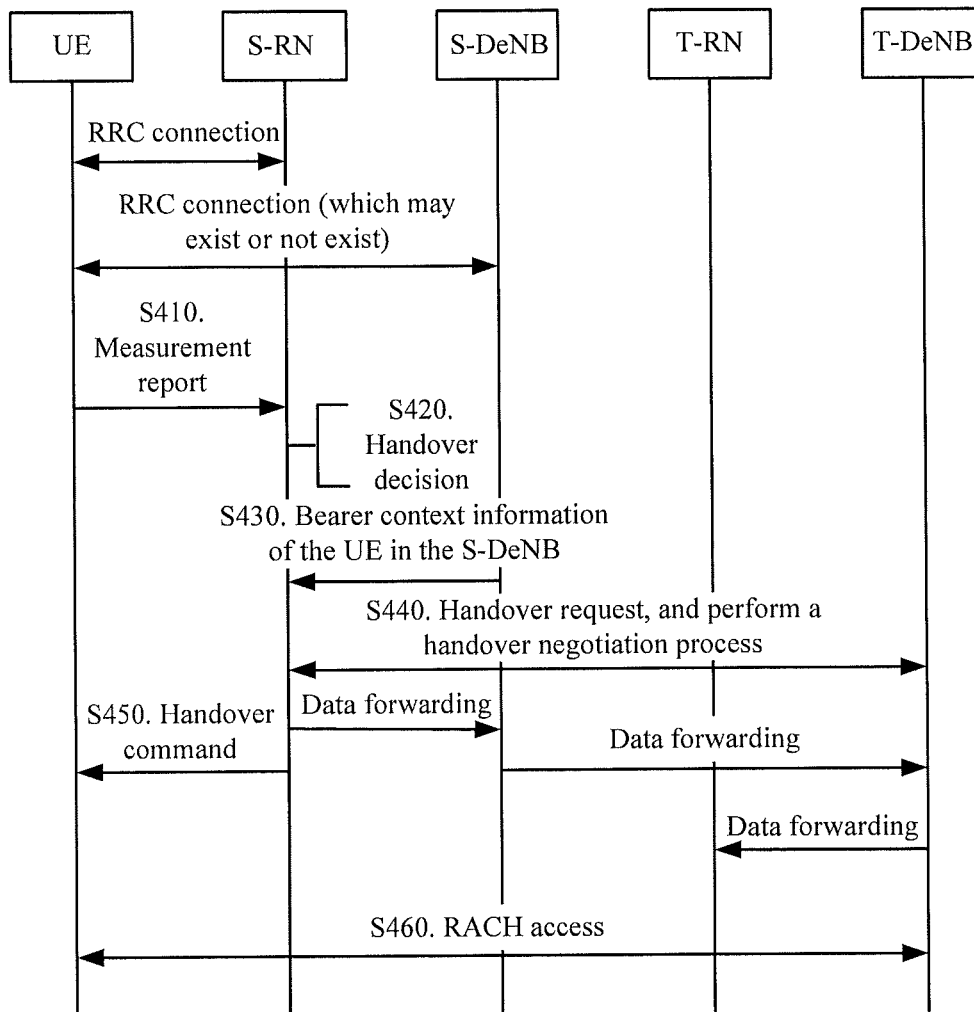 UE
S-RN
S-DeNB
T-RN
T-DeNB
RRC connection
RRC connection (which may
exist or not exist)
S410.
Measurement
report
S420.
Handover
decision
S430. Bearer context information
of the UE in the S-DeNB
S440. Handover request, and perform a
handover negotiation process
Data forwarding
S450. Handover
command
Data forwarding
Data forwarding
S460. RACH access